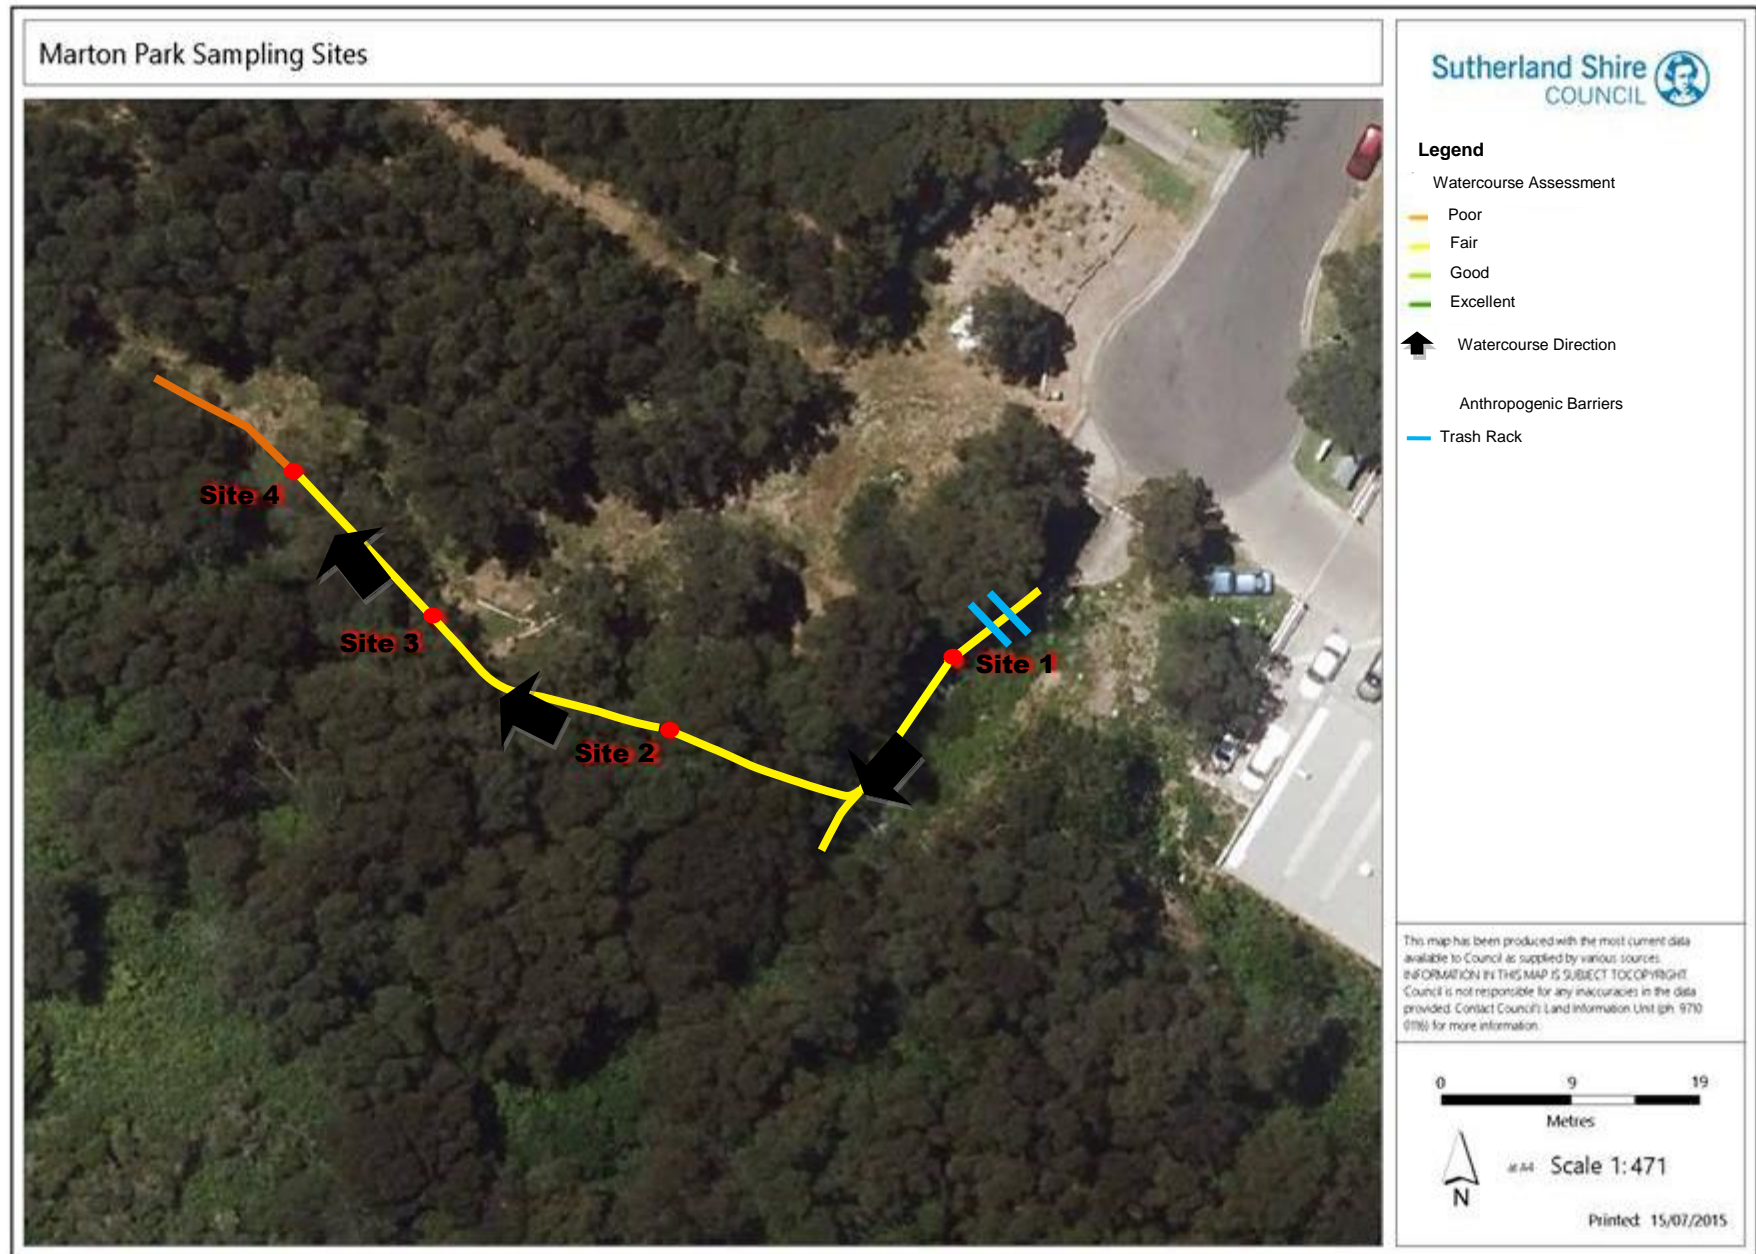 Marton Park Sampling Sites
Sutherland Shire
COUNCIL
Legend
Watercourse Assessment
Poor
Fair
Good
Excellent
Watercourse Direction
Anthropogenic Barriers
Trash Rack
Site 4
Site 3
Site 1
Site 2
This map has been produced with the most current data
available to Council as supplied by various sources.
INFORMATION IN THIS MAP IS SUBJECT TO COPYRIGHT.
Council is not responsible for any inaccuracies in the data
provided. Contact Council's Land Information Unit (ph. 9710
0116) for more information.
0 9 19
Metres
at A4 Scale 1:471
N
Printed: 15/07/2015